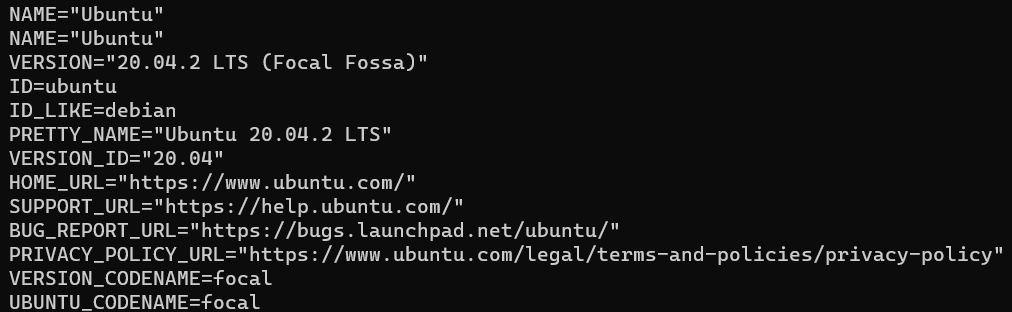 NAME="Ubuntu"
NAME="Ubuntu"
VERSION="20.04.2 LTS (Focal Fossa)"
ID=ubuntu
ID_LIKE=debian
PRETTY_NAME="Ubuntu 20.04.2 LTS"
VERSION_ID="20.04"
HOME_URL="https://www.ubuntu.com/"
SUPPORT_URL="https://help.ubuntu.com/"
BUG_REPORT_URL="https://bugs.launchpad.net/ubuntu/"
PRIVACY_POLICY_URL="https://www.ubuntu.com/legal/terms-and-policies/privacy-policy"
VERSION_CODENAME=focal
UBUNTU_CODENAME=focal